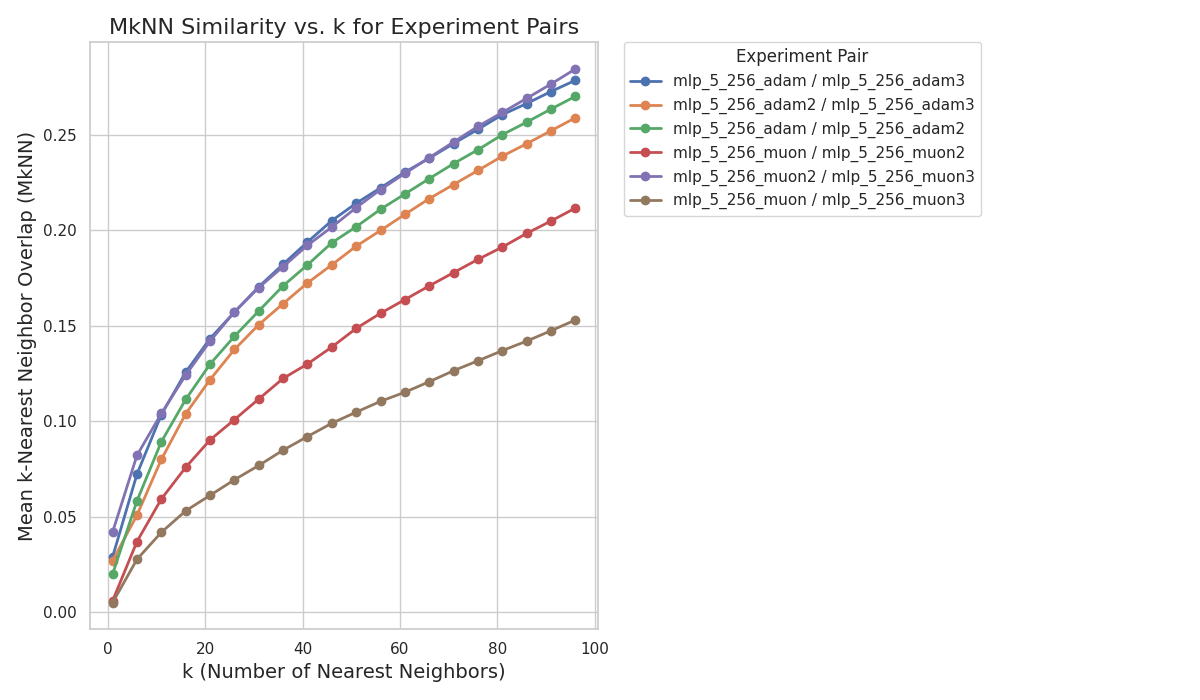 MkNN Similarity vs. k for Experiment Pairs
Mean k-Nearest Neighbor Overlap (MkNN)
0.25
0.20
0.15
0.10
0.05
0.00
0
20
40
60
80
100
k (Number of Nearest Neighbors)
Experiment Pair
mlp_5_256_adam / mlp_5_256_adam3
mlp_5_256_adam2 / mlp_5_256_adam3
mlp_5_256_adam / mlp_5_256_adam2
mlp_5_256_muon / mlp_5_256_muon2
mlp_5_256_muon2 / mlp_5_256_muon3
mlp_5_256_muon / mlp_5_256_muon3